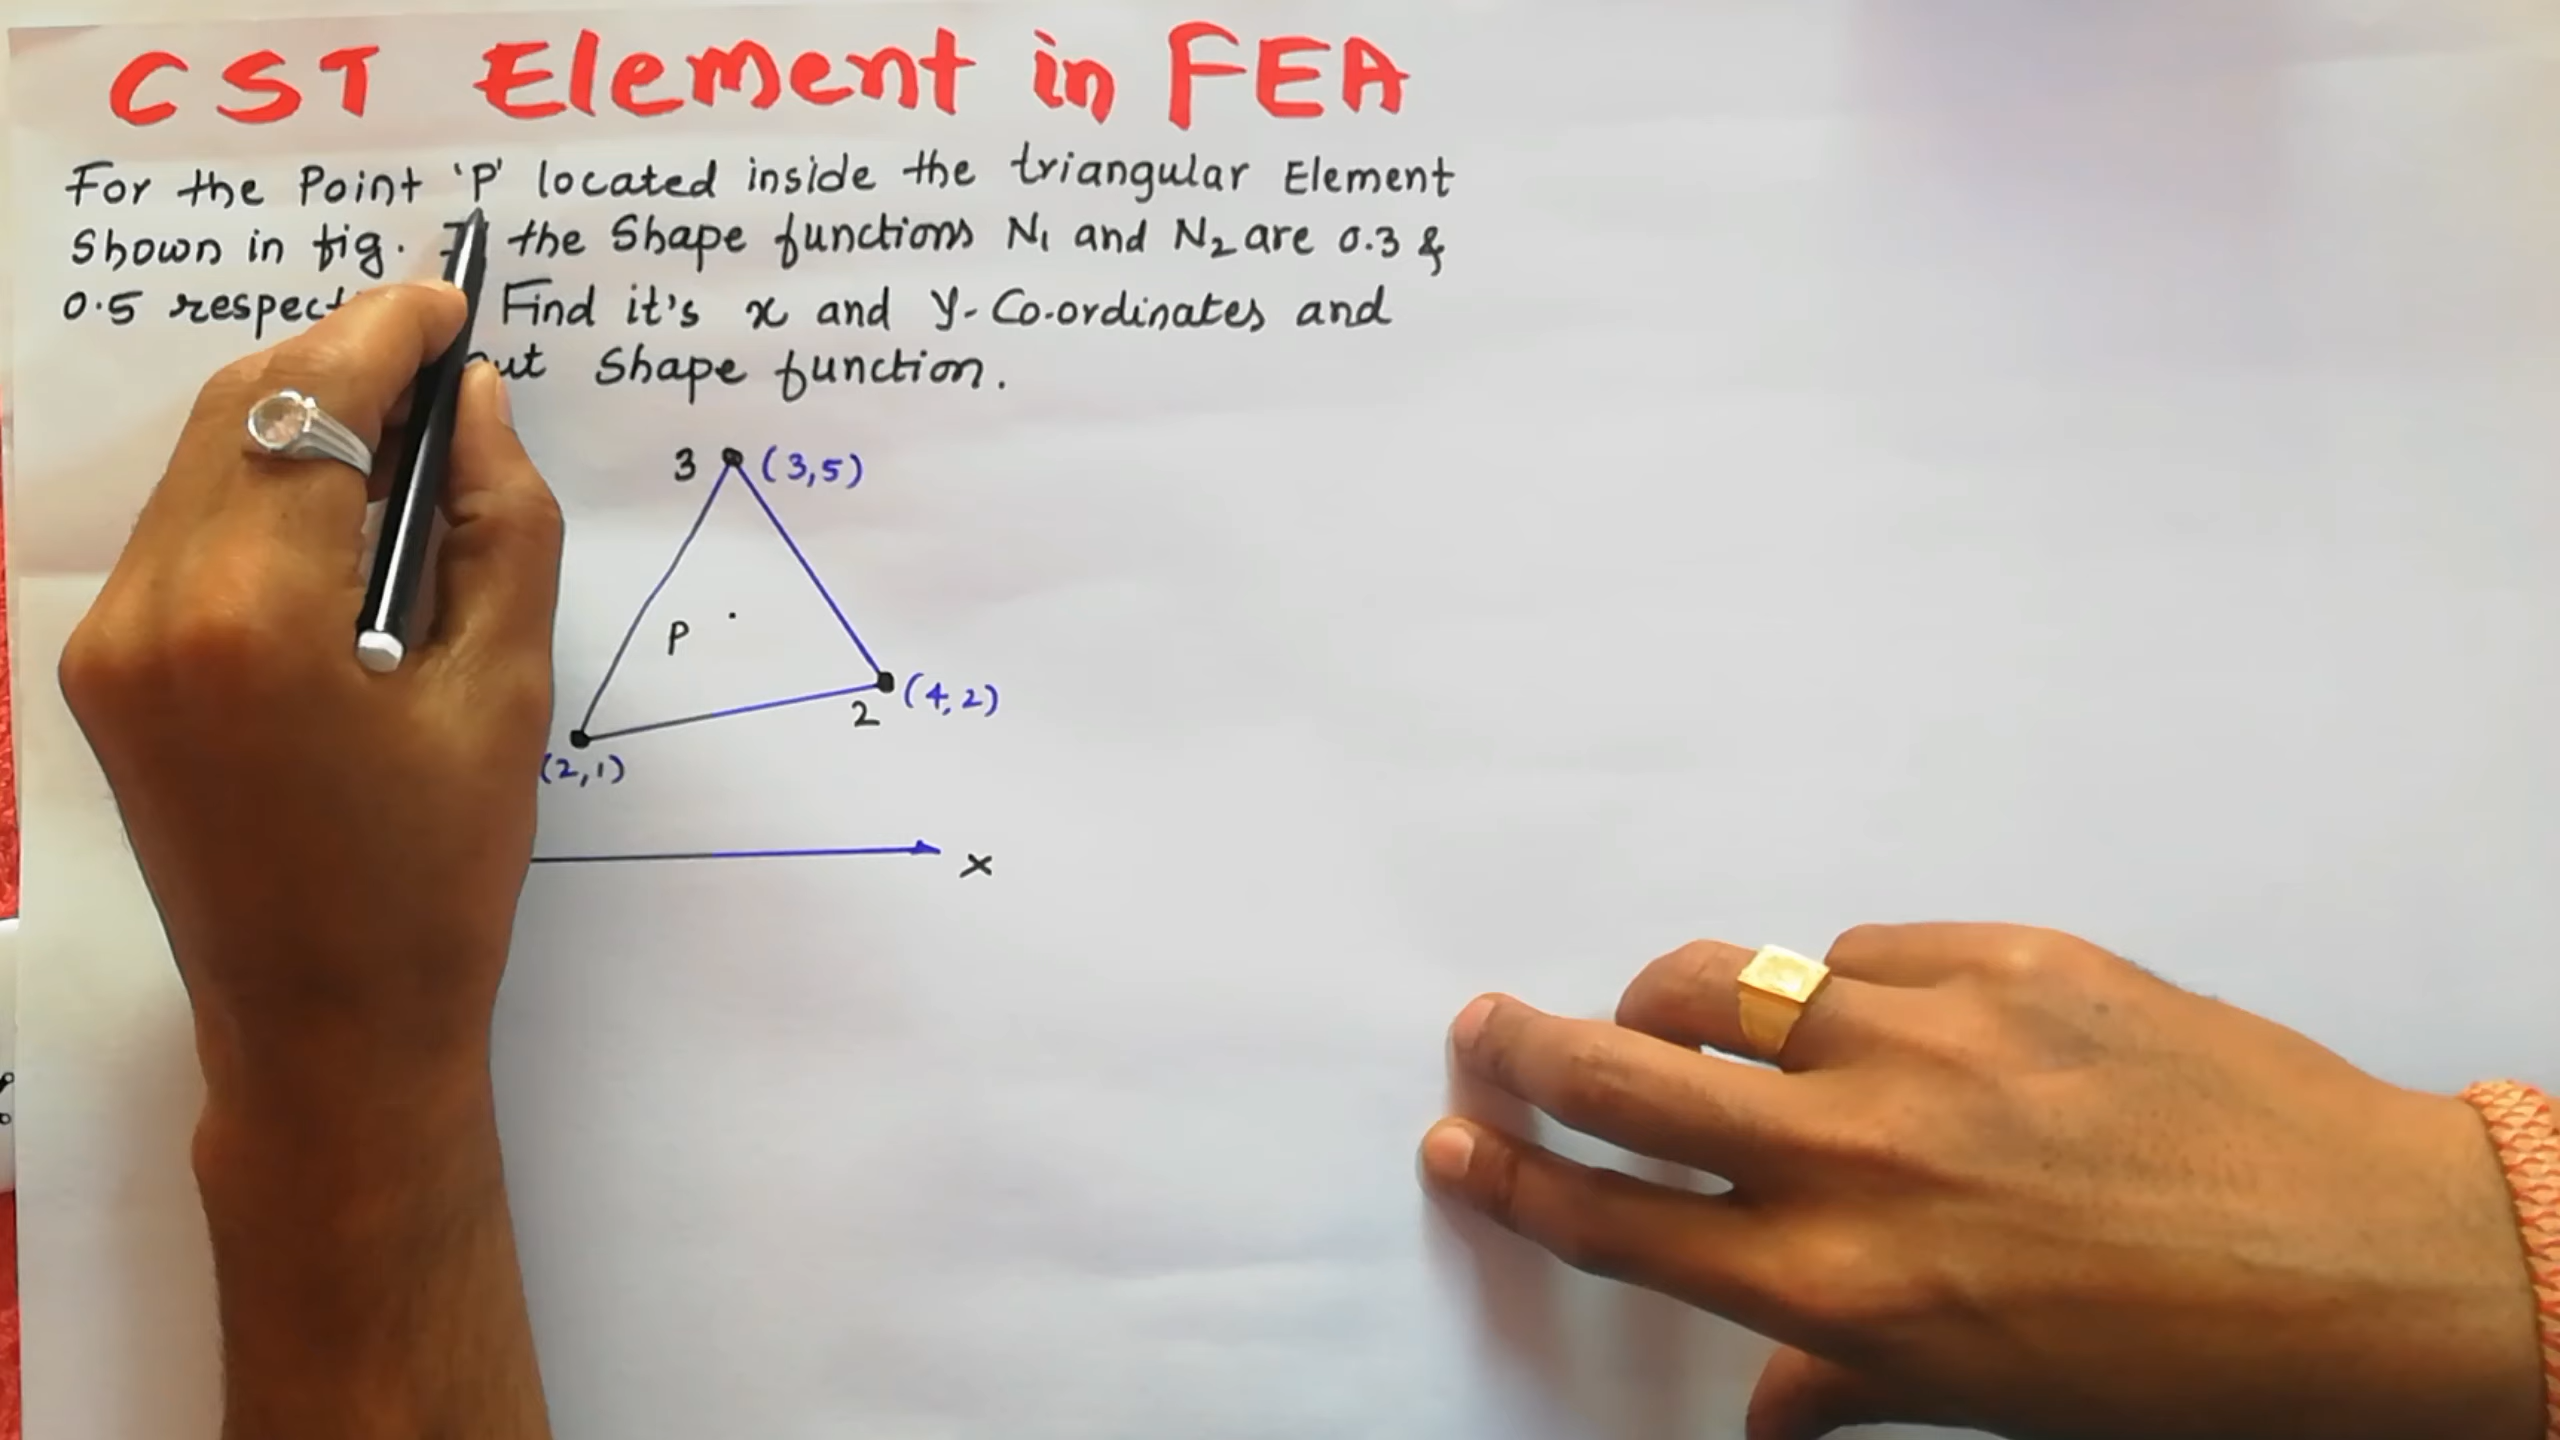 CST Element in FEA
For the Point 'P' located inside the triangular Element
Shown in fig. the Shape functions N₁ and N₂ are 0.3 &
0.5 Find it's x and y-Co-ordinates and
Shape function.
3 (3,5)
P
(4,2)
2
(2,1)
x